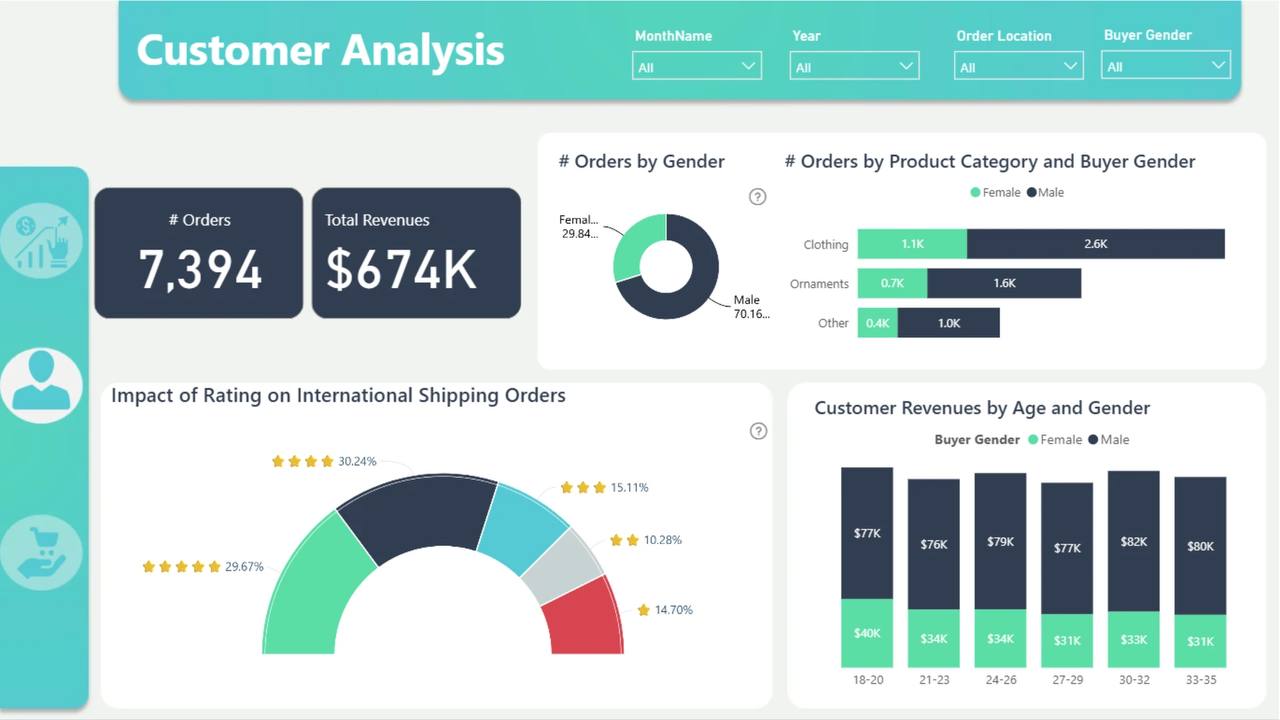 Customer Analysis
MonthName
All
Year
All
Order Location
All
Buyer Gender
All
# Orders
7,394
Total Revenues
$674K
# Orders by Gender
?
Femal...
29.84...
Male
70.16...
# Orders by Product Category and Buyer Gender
Female Male
Clothing 1.1K 2.6K
Ornaments 0.7K 1.6K
Other 0.4K 1.0K
Impact of Rating on International Shipping Orders
?
30.24%
15.11%
10.28%
29.67%
14.70%
Customer Revenues by Age and Gender
Buyer Gender Female Male
$77K $76K $79K $77K $82K $80K
$40K $34K $34K $31K $33K $31K
18-20 21-23 24-26 27-29 30-32 33-35